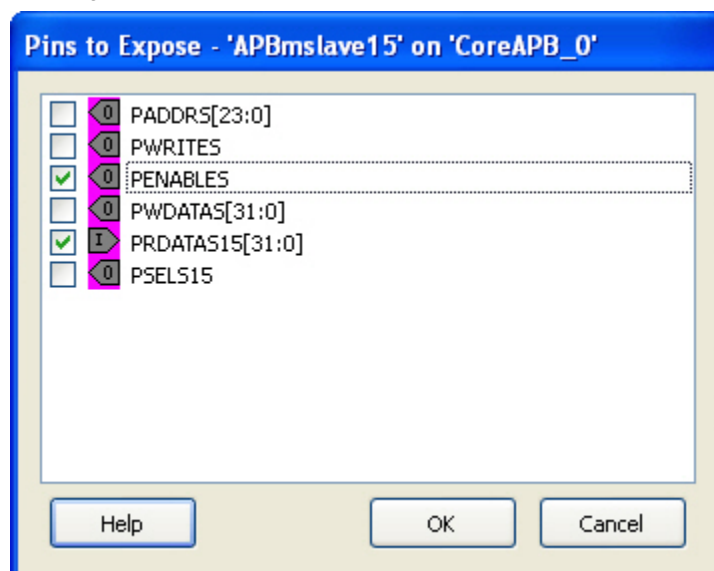 Pins to Expose - 'APBmslave15' on 'CoreAPB_0'
O PADDRS[23:0]
O PWRITES
O PENABLES
O PWDATAS[31:0]
I PRDATAS15[31:0]
O PSELS15
Help OK Cancel